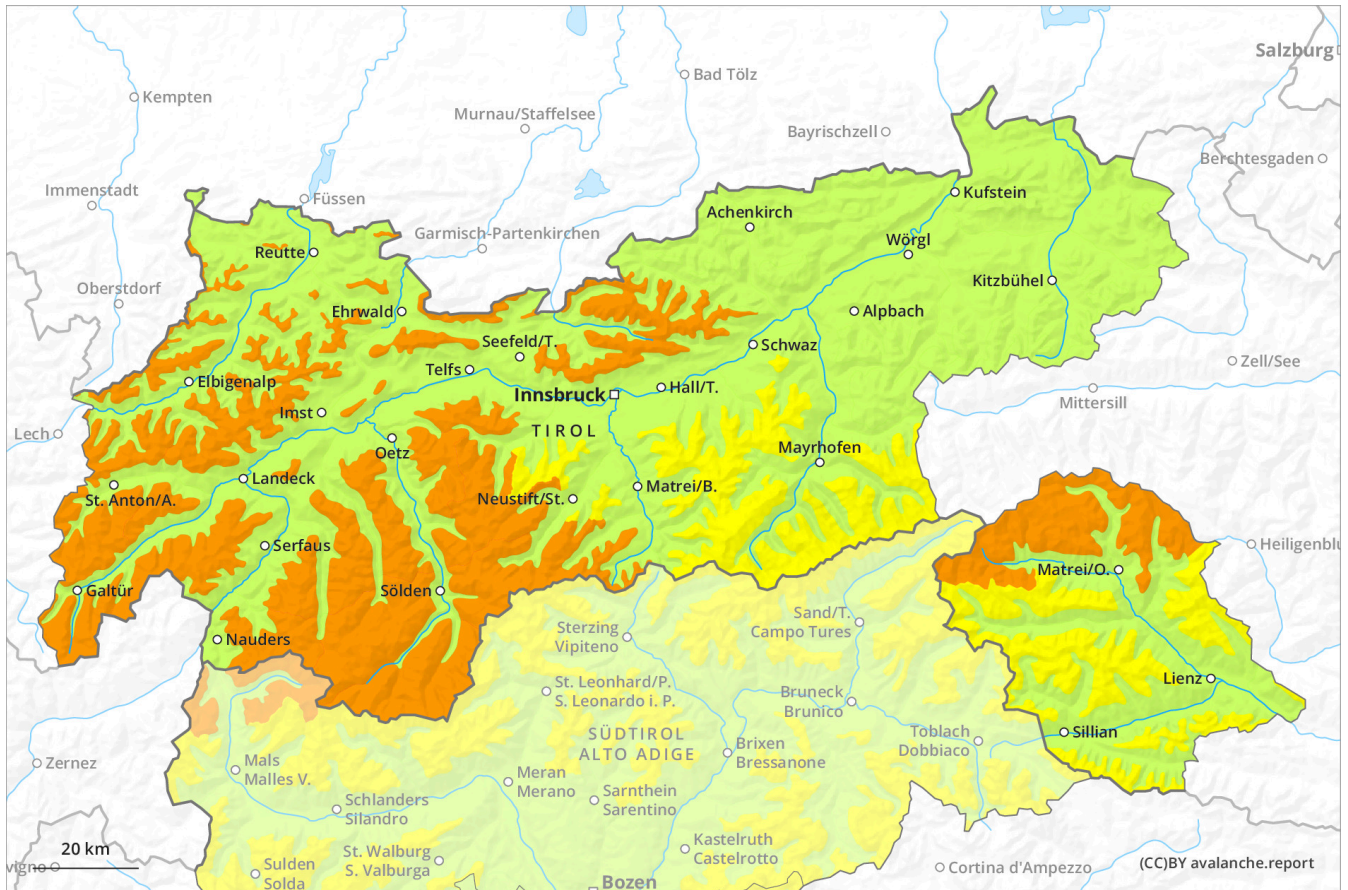 Salzburg
Bad Tölz
Kempten
Murnau/Staffelsee
Bayrischzell
Berchtesgaden
Immenstadt
Füssen
Kufstein
Achenkirch
Garmisch-Partenkirchen
Reutte
Wörgl
Oberstdorf
Kitzbühel
Ehrwald
Alpbach
Seefeld/T.
Schwaz
Zell/See
Telfs
Elbigenalp
Hall/T.
Innsbruck
Mittersill
Imst
Lech
TIROL
Oetz
Mayrhofen
Landeck
St. Anton/A.
Neustift/St.
Matrei/B.
Serfaus
Heiligenblu
Matrei/O.
Galtür
Sölden
Sand/T.
Campo Tures
Sterzing
Vipiteno
Nauders
Lienz
St. Leonhard/P.
S. Leonardo i. P.
Bruneck
Brunico
Sillian
SÜDTIROL
ALTO ADIGE
Toblach
Dobbiaco
Brixen
Bressanone
Zernez
Mals
Malles V.
Meran
Merano
Schlanders
Silandro
Sarnthein
Sarentino
20 km
St. Walburg
S. Valburga
Kastelruth
Castelrotto
vigno
Sulden
Solda
Cortina d'Ampezzo
(CC)BY avalanche.report
Bozen